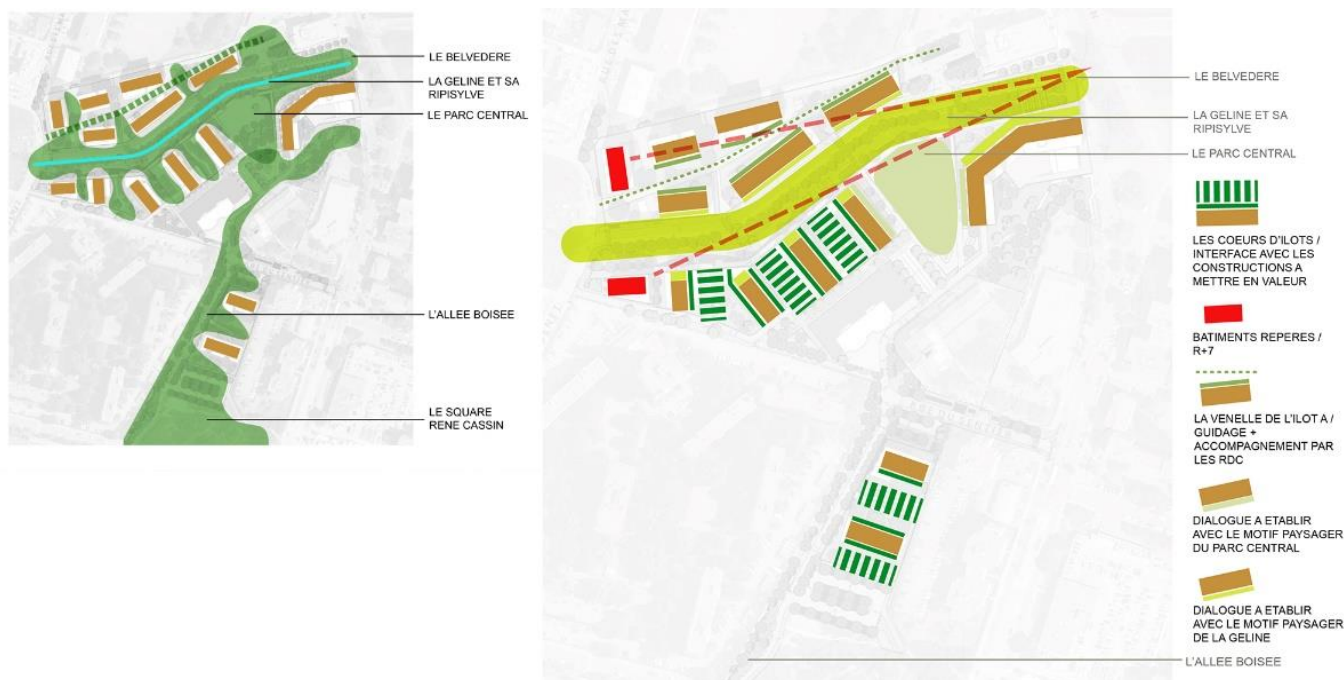 LE BELVEDERE
LA GELINE ET SA
RIPISYLVE
LE PARC CENTRAL
L'ALLEE BOISEE
LE SQUARE
RENE CASSIN
LE BELVEDERE
LA GELINE ET SA
RIPISYLVE
LE PARC CENTRAL
LES COEURS D'ILOTS /
INTERFACE AVEC LES
CONSTRUCTIONS A
METTRE EN VALEUR
BATIMENTS REPERES /
R+7
LA VENELLE DE L'ILOT A /
GUIDAGE +
ACCOMPAGNEMENT PAR
LES RDC
DIALOGUE A ETABLIR
AVEC LE MOTIF PAYSAGER
DU PARC CENTRAL
DIALOGUE A ETABLIR
AVEC LE MOTIF PAYSAGER
DE LA GELINE
L'ALLEE BOISEE